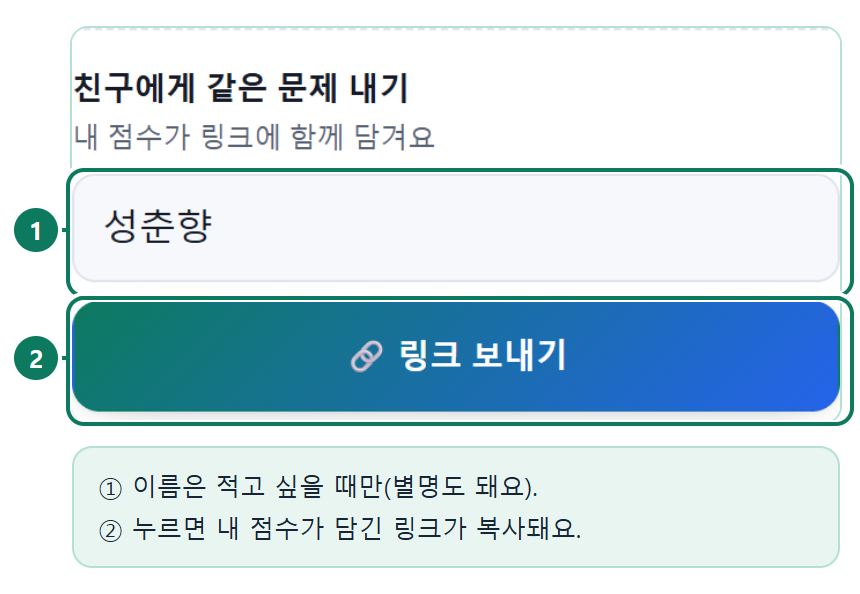 친구에게 같은 문제 내기
내 점수가 링크에 함께 담겨요
1
성춘향
2
🔗 링크 보내기
① 이름은 적고 싶을 때만(별명도 돼요).
② 누르면 내 점수가 담긴 링크가 복사돼요.